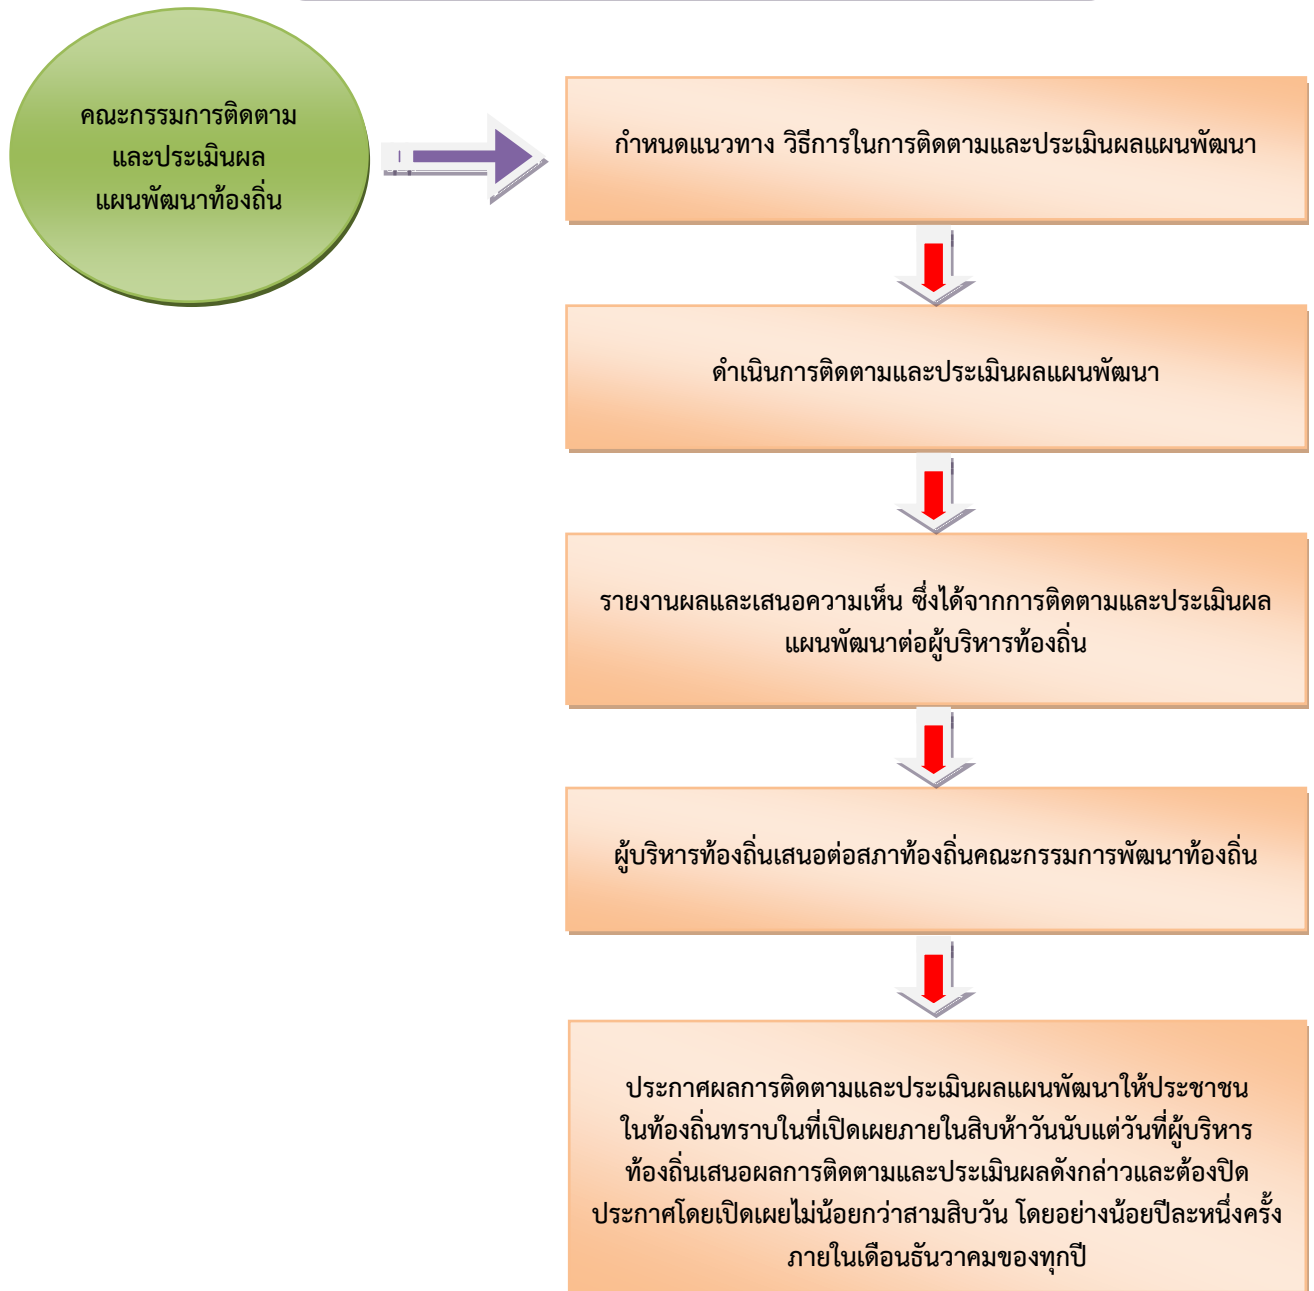 คณะกรรมการติดตาม
และประเมินผล
แผนพัฒนาท้องถิ่น
กำหนดแนวทาง วิธีการในการติดตามและประเมินผลแผนพัฒนา
ดำเนินการติดตามและประเมินผลแผนพัฒนา
รายงานผลและเสนอความเห็น ซึ่งได้จากการติดตามและประเมินผล
แผนพัฒนาต่อผู้บริหารท้องถิ่น
ผู้บริหารท้องถิ่นเสนอต่อสภาท้องถิ่นคณะกรรมการพัฒนาท้องถิ่น
ประกาศผลการติดตามและประเมินผลแผนพัฒนาให้ประชาชน
ในท้องถิ่นทราบในที่เปิดเผยภายในสิบห้าวันนับแต่วันที่ผู้บริหาร
ท้องถิ่นเสนอผลการติดตามและประเมินผลดังกล่าวและต้องปิด
ประกาศโดยเปิดเผยไม่น้อยกว่าสามสิบวัน โดยอย่างน้อยปีละหนึ่งครั้ง
ภายในเดือนธันวาคมของทุกปี